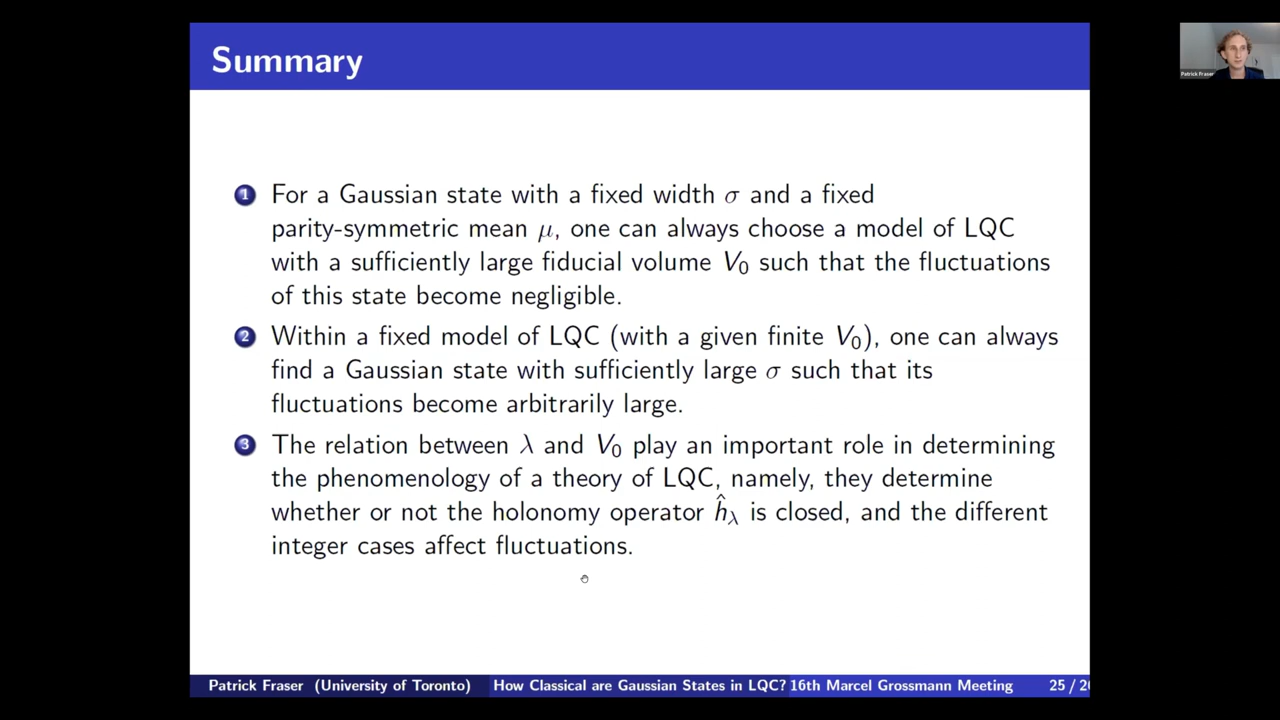 Summary
Patrick Fraser
1 For a Gaussian state with a fixed width σ and a fixed
parity-symmetric mean μ, one can always choose a model of LQC
with a sufficiently large fiducial volume V₀ such that the fluctuations
of this state become negligible.
2 Within a fixed model of LQC (with a given finite V₀), one can always
find a Gaussian state with sufficiently large σ such that its
fluctuations become arbitrarily large.
3 The relation between λ and V₀ play an important role in determining
the phenomenology of a theory of LQC, namely, they determine
whether or not the holonomy operator ĥ_λ is closed, and the different
integer cases affect fluctuations.
Patrick Fraser (University of Toronto) How Classical are Gaussian States in LQC? 16th Marcel Grossmann Meeting 25 / 2